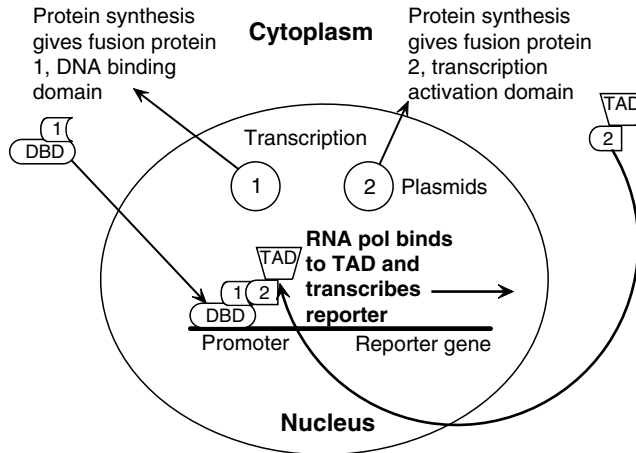 Protein synthesis
gives fusion protein
1, DNA binding
domain
Cytoplasm
Protein synthesis
gives fusion protein
2, transcription
activation domain
TAD
2
1
DBD
Transcription
1
2
Plasmids
RNA pol binds
to TAD and
transcribes
reporter
TAD
1
2
DBD
Promoter
Reporter gene
Nucleus